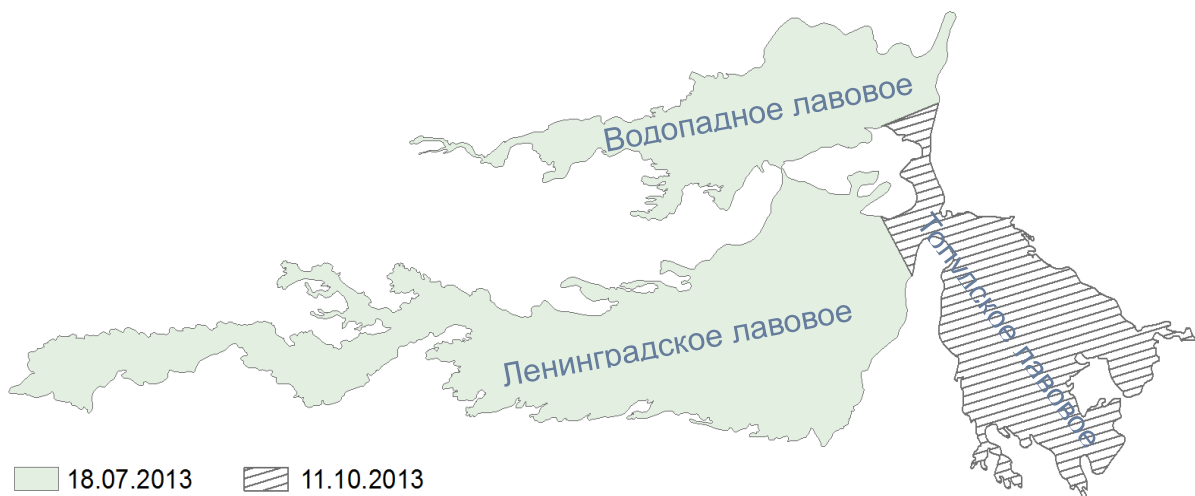 Водопадное лавовое
Толудское лавовое
Ленинградское лавовое
18.07.2013
11.10.2013